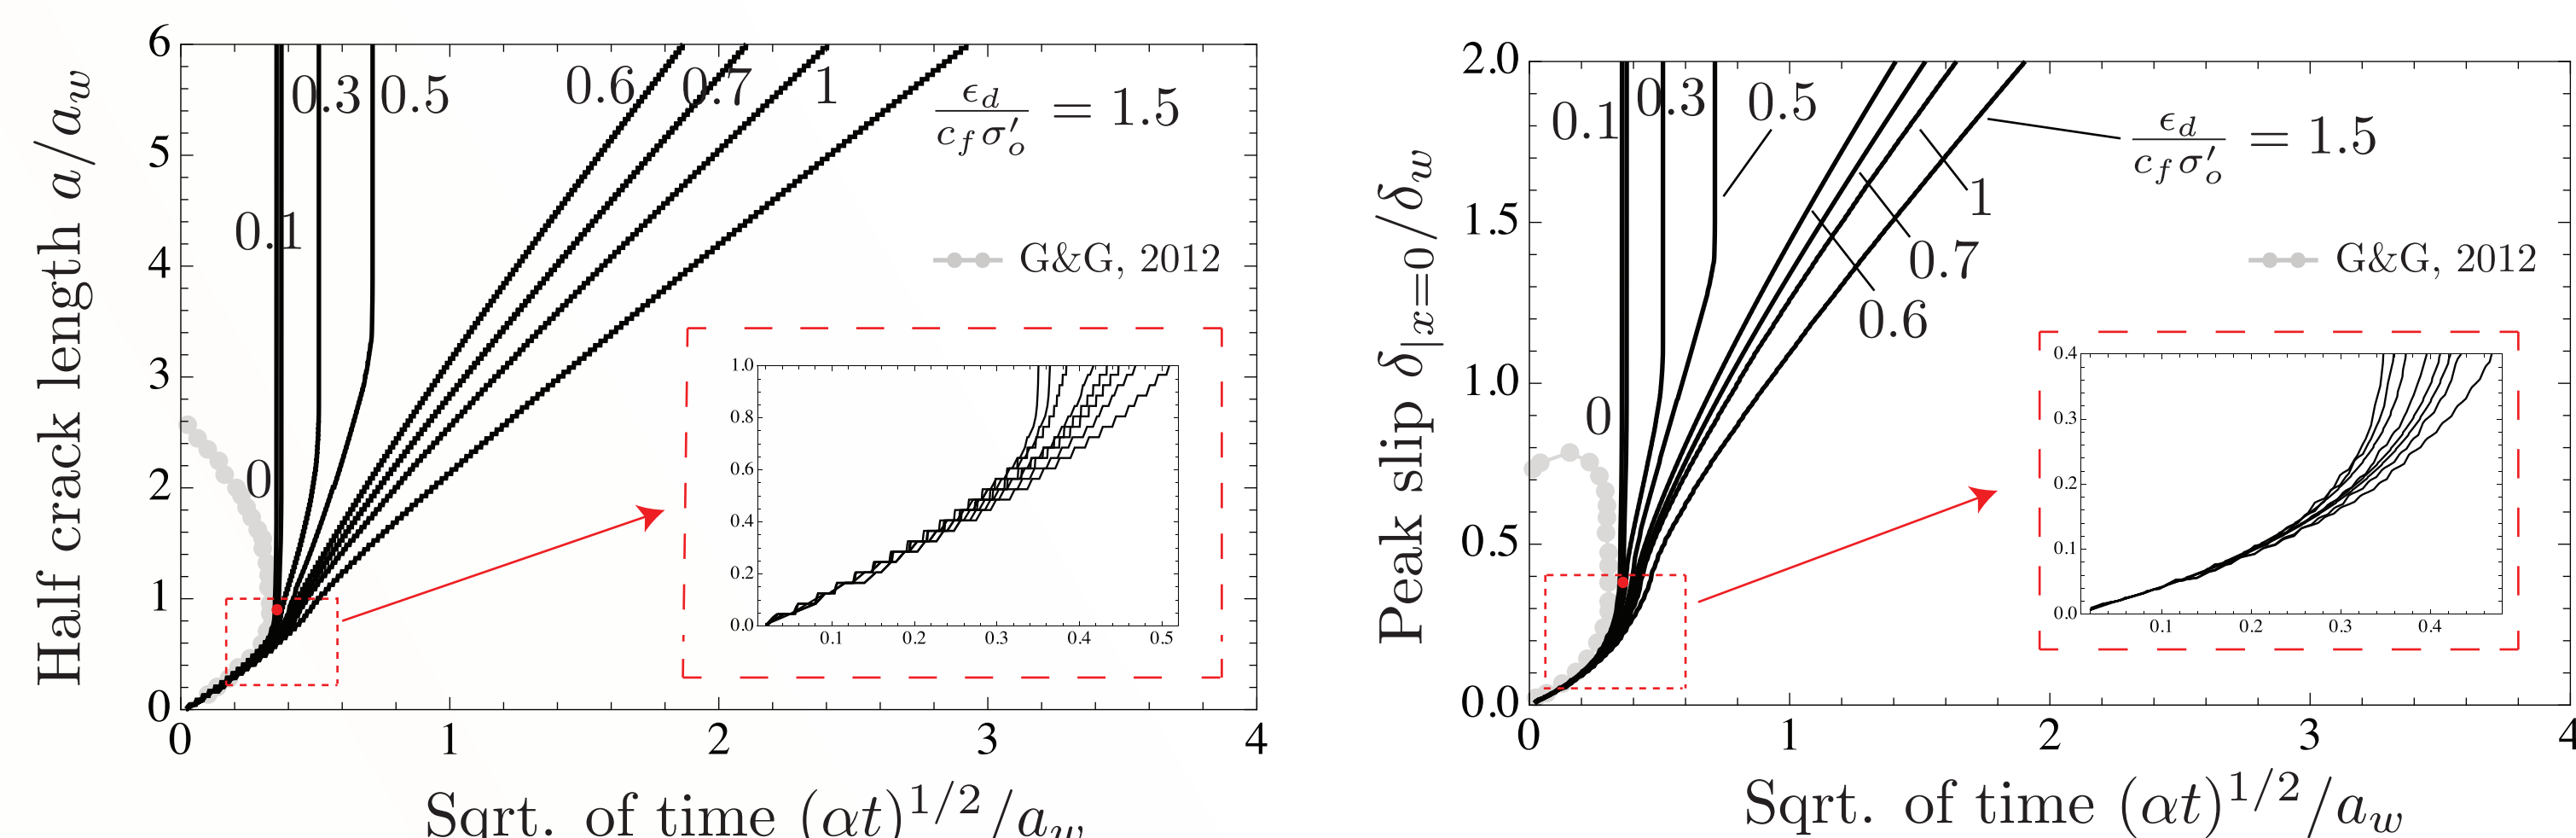 Half crack length a/a_w
6
5
4
3
2
1
0
0 1 2 3 4
Sqrt. of time (αt)^{1/2}/a_w
0.3 0.5 0.6 0.7 1
ϵ_d/(c_f σ′_o) = 1.5
0.1
0
G&G, 2012
1.0
0.8
0.6
0.4
0.2
0.0
0.1 0.2 0.3 0.4 0.5
Peak slip δ_{|x=0}/δ_w
2.0
1.5
1.0
0.5
0.0
0 1 2 3 4
Sqrt. of time (αt)^{1/2}/a_w
0.1 0.3 0.5
ϵ_d/(c_f σ′_o) = 1.5
1
0.7
0.6
0
G&G, 2012
0.4
0.3
0.2
0.1
0.0
0.1 0.2 0.3 0.4